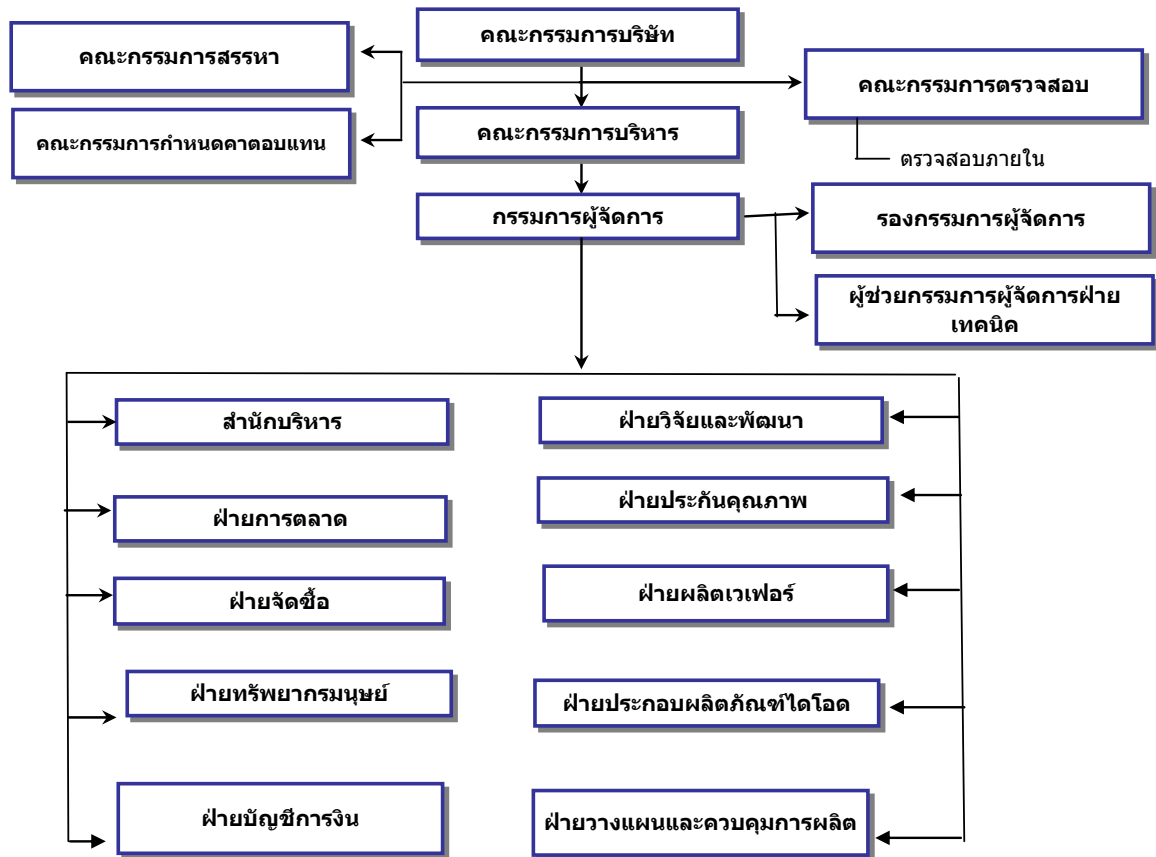 คณะกรรมการบริษัท
คณะกรรมการสรรหา
คณะกรรมการตรวจสอบ
คณะกรรมการบริหาร
คณะกรรมการกำหนดคาตอบแทน
ตรวจสอบภายใน
กรรมการผู้จัดการ
รองกรรมการผู้จัดการ
ผู้ช่วยกรรมการผู้จัดการฝ่าย
เทคนิค
สำนักบริหาร
ฝ่ายวิจัยและพัฒนา
ฝ่ายการตลาด
ฝ่ายประกันคุณภาพ
ฝ่ายจัดซื้อ
ฝ่ายผลิตเวเฟอร์
ฝ่ายทรัพยากรมนุษย์
ฝ่ายประกอบผลิตภัณฑ์ไดโอด
ฝ่ายบัญชีการเงิน
ฝ่ายวางแผนและควบคุมการผลิต